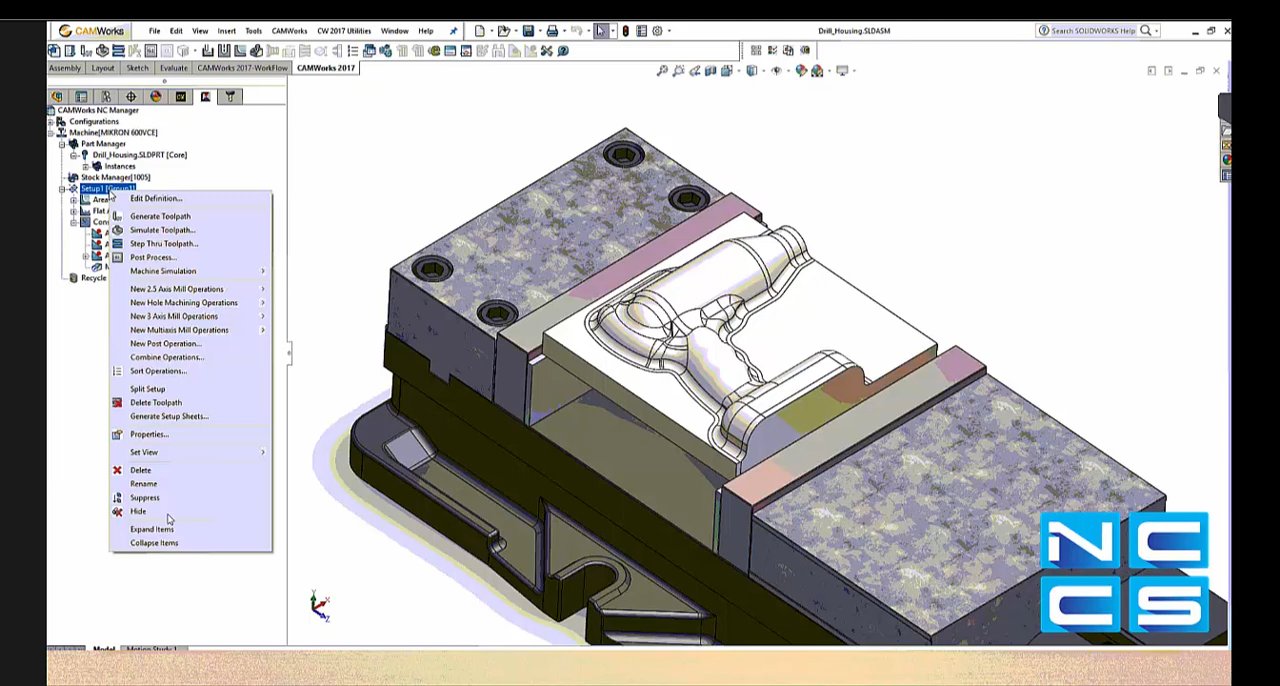 CAMWorks File Edit View Insert Tools CAMWorks CW 2017 Utilities Window Help Drill_Housing.SLDASM Search SOLIDWORKS Help
Assembly Layout Sketch Evaluate CAMWorks 2017-WorkFlow CAMWorks 2017
CAMWorks NC Manager
Configurations
Machine[MIKRON 600VCE]
Part Manager
Drill_Housing.SLDPRT [Core]
Instances
Stock Manager[1005]
Setup1 [Group1]
Recycle
Edit Definition...
Generate Toolpath
Simulate Toolpath...
Step Thru Toolpath...
Post Process...
Machine Simulation
New 2.5 Axis Mill Operations
New Hole Machining Operations
New 3 Axis Mill Operations
New Multiaxis Mill Operations
New Post Operation...
Combine Operations...
Sort Operations...
Split Setup
Delete Toolpath
Generate Setup Sheets...
Properties...
Set View
Delete
Rename
Suppress
Hide
Expand Items
Collapse Items
Model Motion Study 1
NC
CS